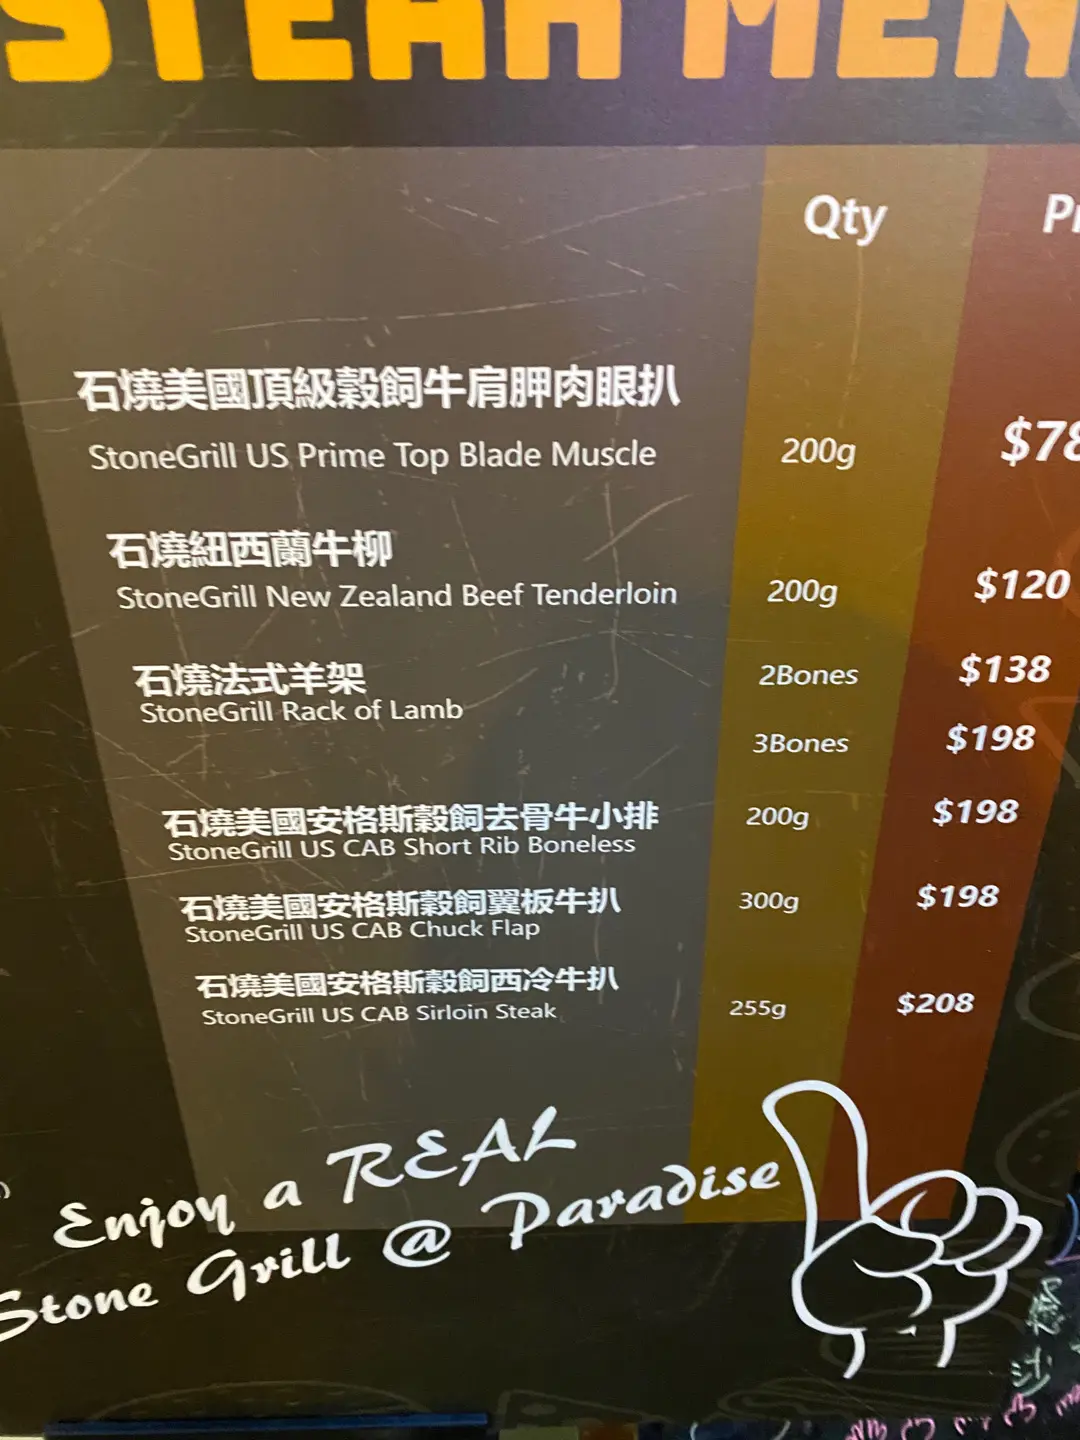 STEAK MEN
Qty
石燒美國頂級穀飼牛肩胛肉眼扒
StoneGrill US Prime Top Blade Muscle 200g $78
石燒紐西蘭牛柳
StoneGrill New Zealand Beef Tenderloin 200g $120
石燒法式羊架
StoneGrill Rack of Lamb 2Bones $138
3Bones $198
石燒美國安格斯穀飼去骨牛小排
StoneGrill US CAB Short Rib Boneless 200g $198
石燒美國安格斯穀飼翼板牛扒
StoneGrill US CAB Chuck Flap 300g $198
石燒美國安格斯穀飼西冷牛扒
StoneGrill US CAB Sirloin Steak 255g $208
Enjoy a REAL
Stone Grill @ Paradise